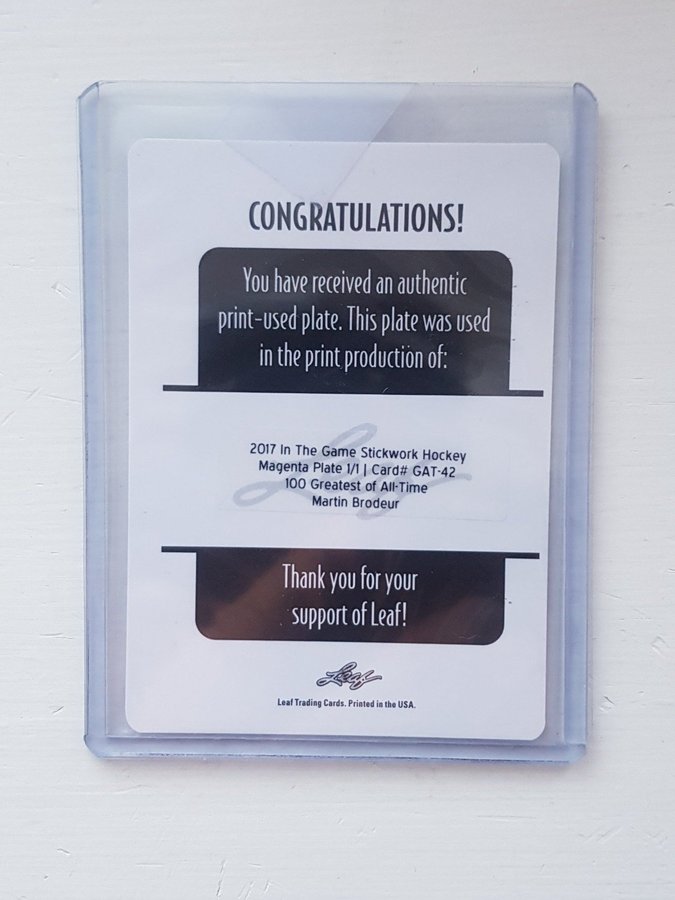 CONGRATULATIONS!
You have received an authentic
print-used plate. This plate was used
in the print production of:
2017 In The Game Stickwork Hockey
Magenta Plate 1/1 | Card# GAT-42
100 Greatest of All-Time
Martin Brodeur
Thank you for your
support of Leaf!
Leaf
Leaf Trading Cards. Printed in the USA.